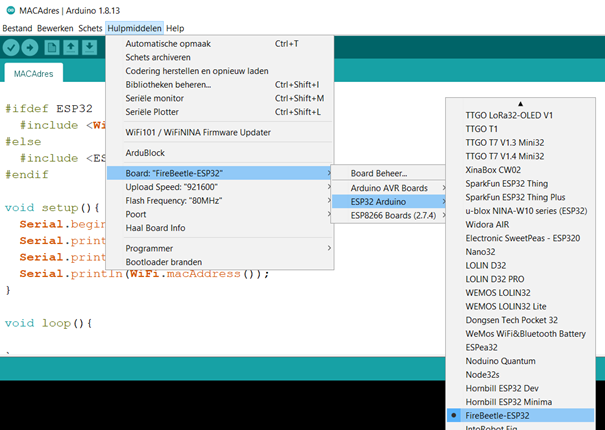 MACAdres | Arduino 1.8.13
Bestand Bewerken Schets Hulpmiddelen Help
Automatische opmaak Ctrl+T
Schets archiveren
Codering herstellen en opnieuw laden
Bibliotheken beheren... Ctrl+Shift+I
Seriële monitor Ctrl+Shift+M
Seriële Plotter Ctrl+Shift+L
WiFi101 / WiFiNINA Firmware Updater
ArduBlock
Board: "FireBeetle-ESP32"
Upload Speed: "921600"
Flash Frequency: "80MHz"
Poort
Haal Board Info
Programmer
Bootloader branden
MACAdres
#ifdef ESP32
#include <Wi
#else
#include <ES
#endif
void setup(){
Serial.begin
Serial.print
Serial.print
Serial.println(WiFi.macAddress());
}
void loop(){
Board Beheer...
Arduino AVR Boards
ESP32 Arduino
ESP8266 Boards (2.7.4)
TTGO LoRa32-OLED V1
TTGO T1
TTGO T7 V1.3 Mini32
TTGO T7 V1.4 Mini32
XinaBox CW02
SparkFun ESP32 Thing
SparkFun ESP32 Thing Plus
u-blox NINA-W10 series (ESP32)
Widora AIR
Electronic SweetPeas - ESP320
Nano32
LOLIN D32
LOLIN D32 PRO
WEMOS LOLIN32
WEMOS LOLIN32 Lite
Dongsen Tech Pocket 32
WeMos WiFi&Bluetooth Battery
ESPea32
Noduino Quantum
Node32s
Hornbill ESP32 Dev
Hornbill ESP32 Minima
FireBeetle-ESP32
IntoRobot Fig